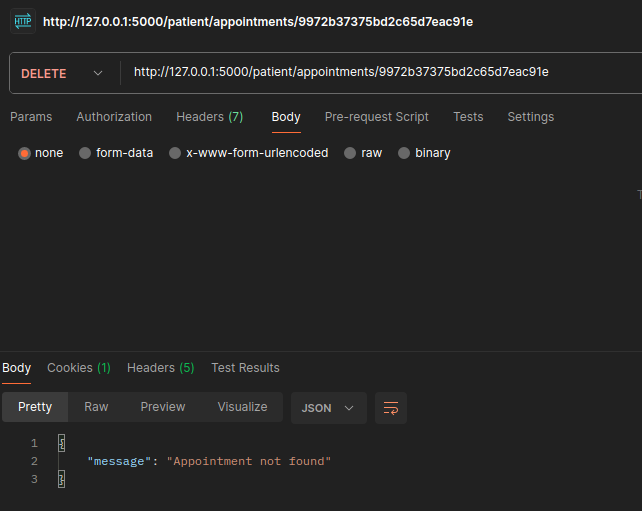 HTTP http://127.0.0.1:5000/patient/appointments/9972b37375bd2c65d7eac91e
DELETE http://127.0.0.1:5000/patient/appointments/9972b37375bd2c65d7eac91e
Params Authorization Headers (7) Body Pre-request Script Tests Settings
none form-data x-www-form-urlencoded raw binary
T
Body Cookies (1) Headers (5) Test Results
Pretty Raw Preview Visualize JSON
1 {
2 "message": "Appointment not found"
3 }